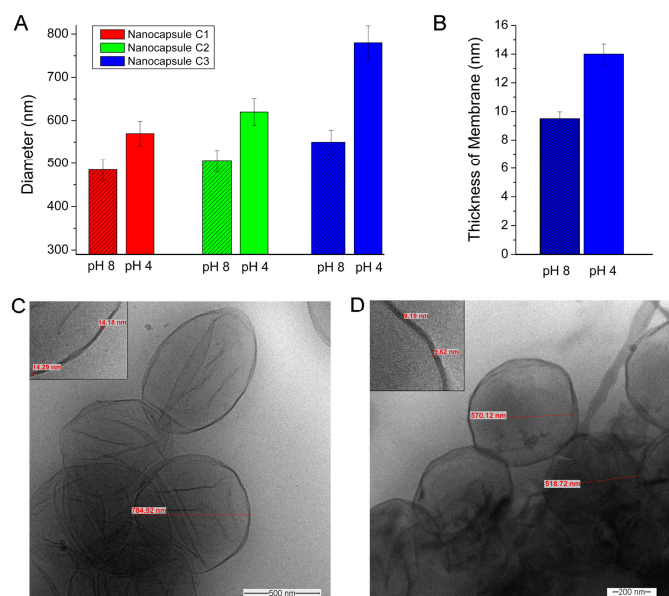 A
Nanocapsule C1
Nanocapsule C2
Nanocapsule C3
Diameter (nm)
800
700
600
500
400
300
pH 8 pH 4
pH 8 pH 4
pH 8 pH 4
B
Thickness of Membrane (nm)
16
14
12
10
8
6
4
2
0
pH 8 pH 4
C
14.18 nm
14.29 nm
784.92 nm
500 nm
D
9.19 nm
9.62 nm
570.12 nm
518.72 nm
200 nm